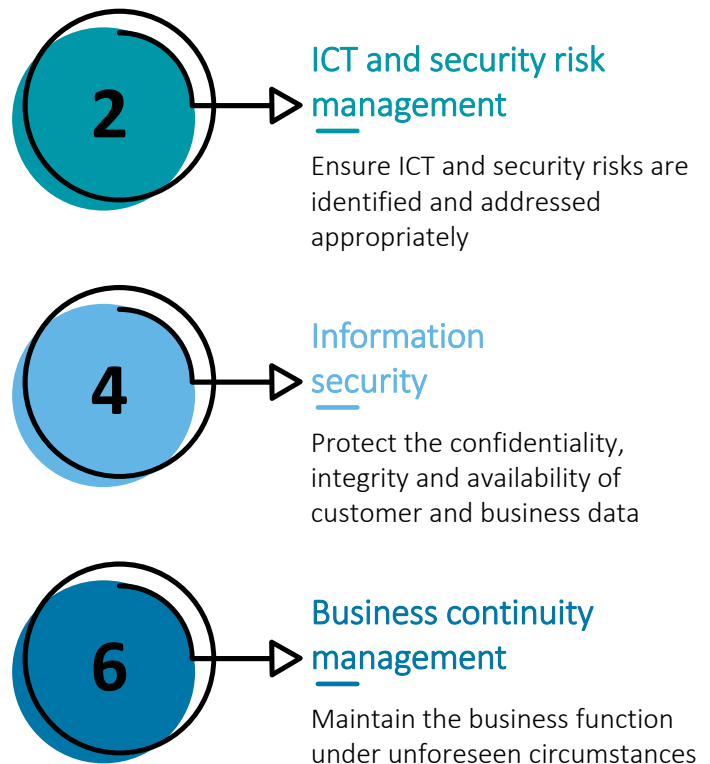 2
ICT and security risk
management
Ensure ICT and security risks are
identified and addressed
appropriately
4
Information
security
Protect the confidentiality,
integrity and availability of
customer and business data
6
Business continuity
management
Maintain the business function
under unforeseen circumstances